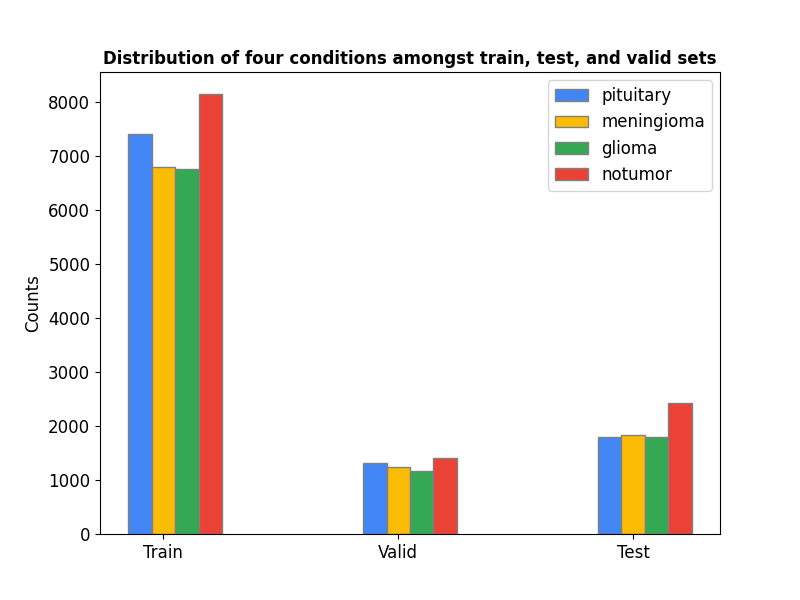 Distribution of four conditions amongst train, test, and valid sets
pituitary
meningioma
glioma
notumor
Counts
8000
7000
6000
5000
4000
3000
2000
1000
0
Train
Valid
Test